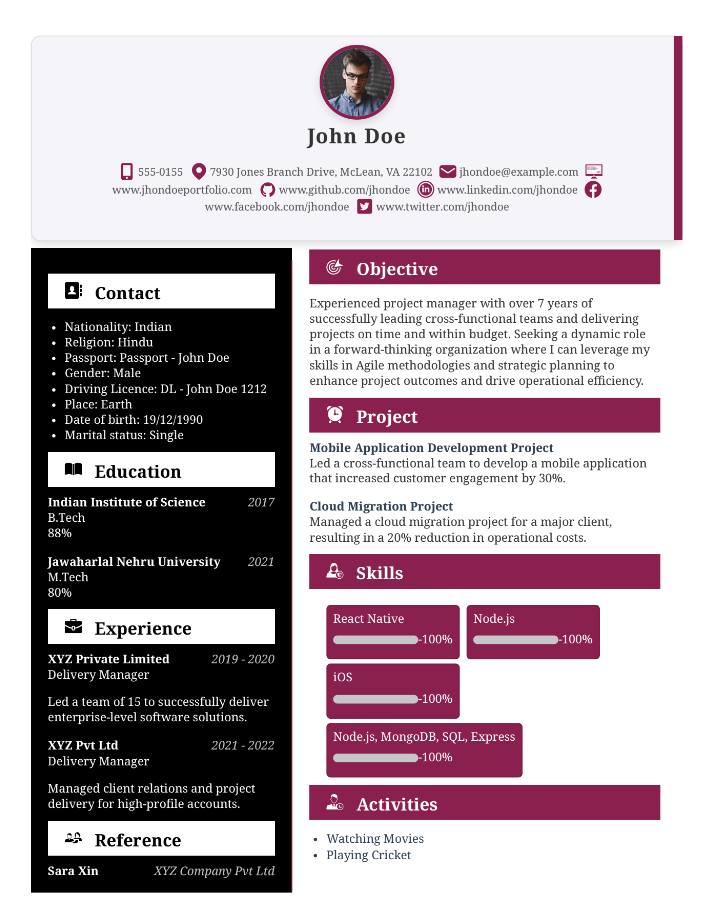 John Doe
555-0155 7930 Jones Branch Drive, McLean, VA 22102 jhondoe@example.com
www.jhondoeportfolio.com www.github.com/jhondoe www.linkedin.com/jhondoe
www.facebook.com/jhondoe www.twitter.com/jhondoe
Contact
• Nationality: Indian
• Religion: Hindu
• Passport: Passport - John Doe
• Gender: Male
• Driving Licence: DL - John Doe 1212
• Place: Earth
• Date of birth: 19/12/1990
• Marital status: Single
Education
Indian Institute of Science 2017
B.Tech
88%
Jawaharlal Nehru University 2021
M.Tech
80%
Experience
XYZ Private Limited 2019 - 2020
Delivery Manager
Led a team of 15 to successfully deliver
enterprise-level software solutions.
XYZ Pvt Ltd 2021 - 2022
Delivery Manager
Managed client relations and project
delivery for high-profile accounts.
Reference
Sara Xin XYZ Company Pvt Ltd
Objective
Experienced project manager with over 7 years of
successfully leading cross-functional teams and delivering
projects on time and within budget. Seeking a dynamic role
in a forward-thinking organization where I can leverage my
skills in Agile methodologies and strategic planning to
enhance project outcomes and drive operational efficiency.
Project
Mobile Application Development Project
Led a cross-functional team to develop a mobile application
that increased customer engagement by 30%.
Cloud Migration Project
Managed a cloud migration project for a major client,
resulting in a 20% reduction in operational costs.
Skills
React Native
-100%
Node.js
-100%
iOS
-100%
Node.js, MongoDB, SQL, Express
-100%
Activities
• Watching Movies
• Playing Cricket